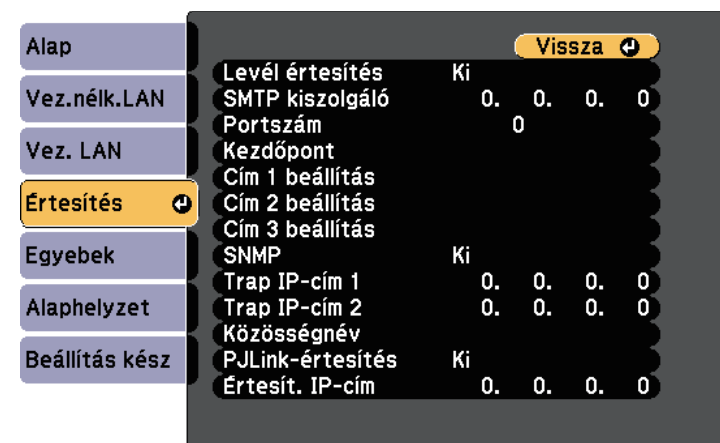 Alap
Vez.nélk.LAN
Vez. LAN
Értesítés
Egyebek
Alaphelyzet
Beállítás kész
Vissza
Levél értesítés Ki
SMTP kiszolgáló 0. 0. 0. 0
Portszám 0
Kezdőpont
Cím 1 beállítás
Cím 2 beállítás
Cím 3 beállítás
SNMP Ki
Trap IP-cím 1 0. 0. 0. 0
Trap IP-cím 2 0. 0. 0. 0
Közösségnév
PJLink-értesítés Ki
Értesít. IP-cím 0. 0. 0. 0